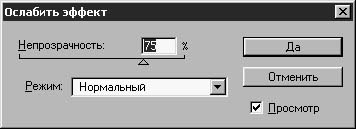 Ослабить эффект
Непрозрачность: 75 %
Да
Отменить
Режим: Нормальный
Просмотр